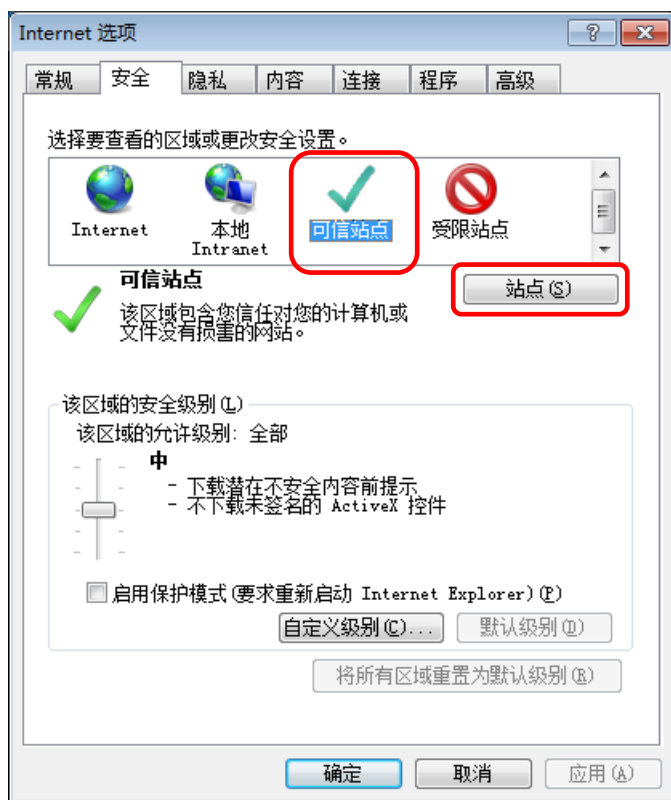 Internet 选项
常规 安全 隐私 内容 连接 程序 高级
选择要查看的区域或更改安全设置。
Internet 本地 可信站点 受限站点
Intranet
可信站点
站点(S)
该区域包含您信任对您的计算机或
文件没有损害的网站。
该区域的安全级别(L)
该区域的允许级别: 全部
中
- 下载潜在不安全内容前提示
- 不下载未签名的 ActiveX 控件
启用保护模式(要求重新启动 Internet Explorer)(P)
自定义级别(C)... 默认级别(D)
将所有区域重置为默认级别(R)
确定 取消 应用(A)